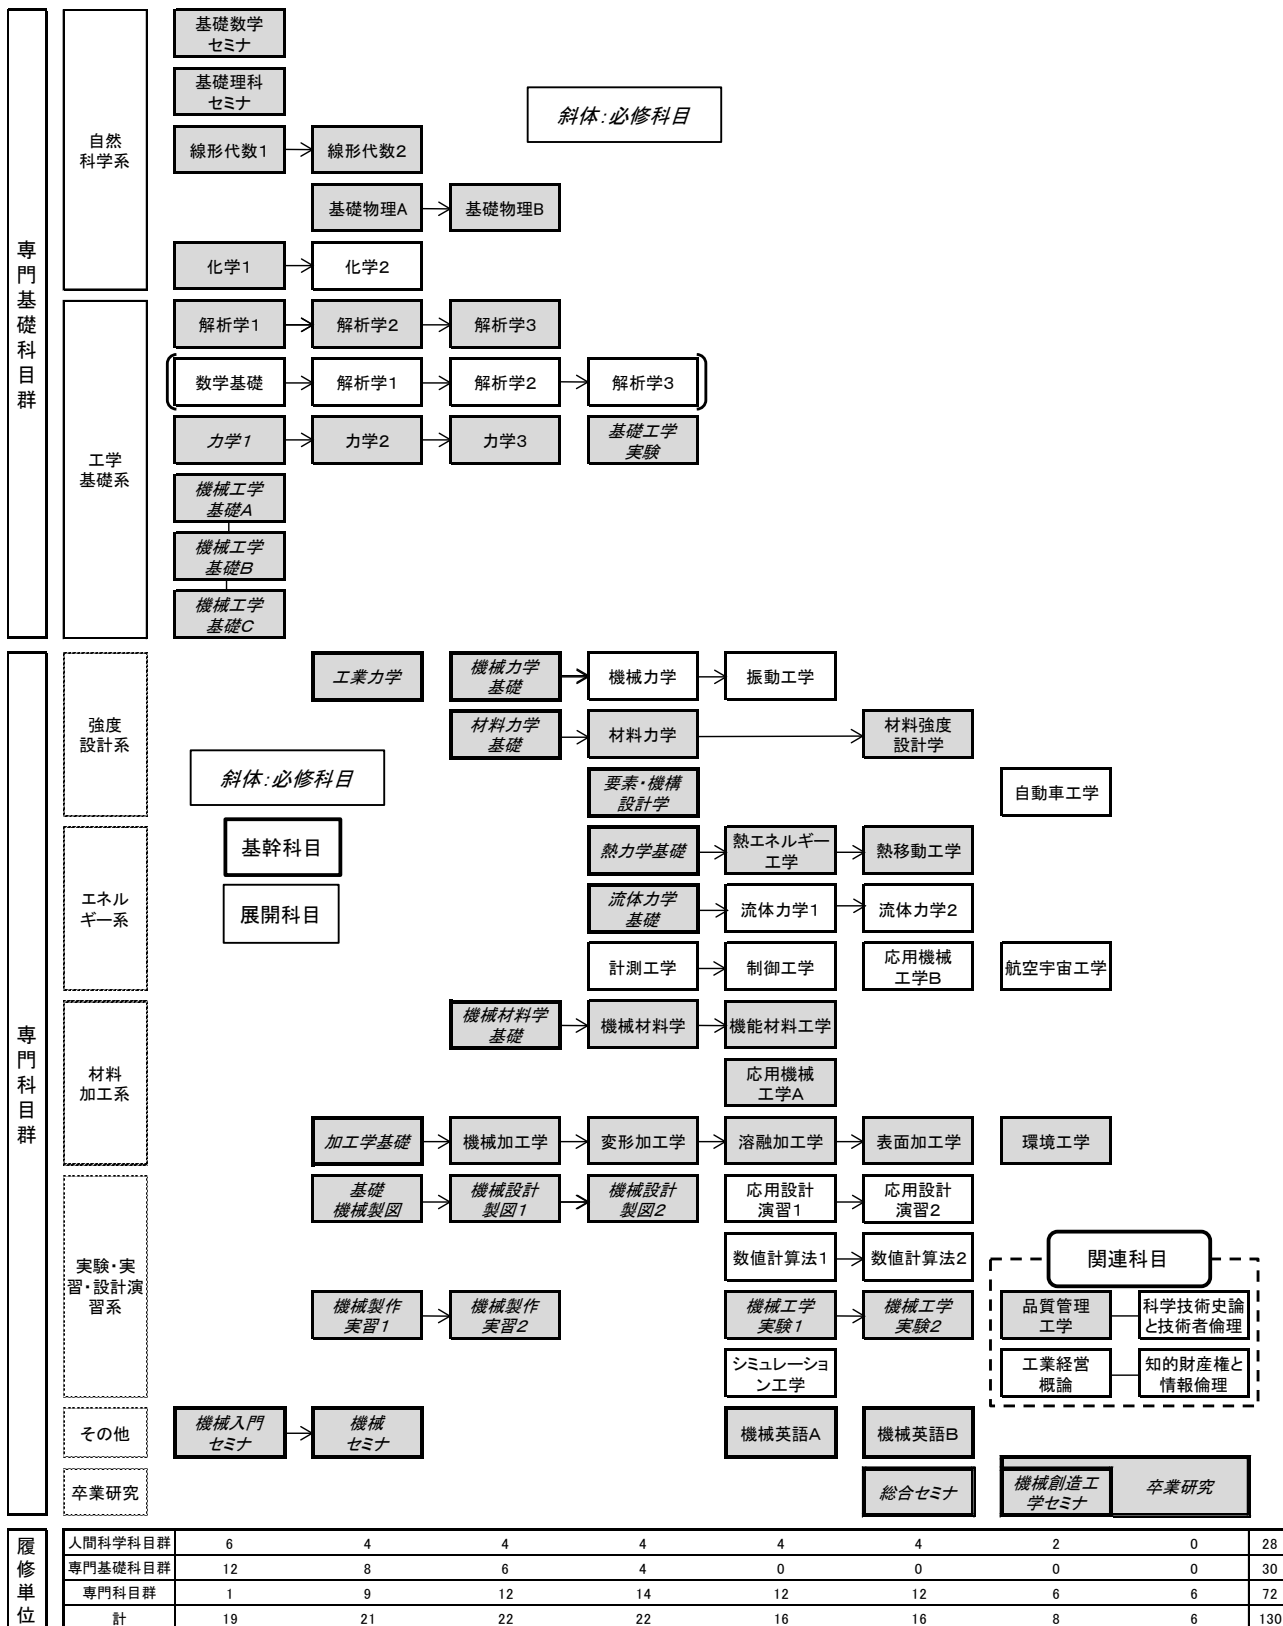 専門基礎科目群
自然
科学系
基礎数学
セミナ
基礎理科
セミナ
斜体:必修科目
線形代数1
線形代数2
基礎物理A
基礎物理B
化学1
化学2
工学
基礎系
解析学1
解析学2
解析学3
数学基礎
解析学1
解析学2
解析学3
力学1
力学2
力学3
基礎工学
実験
機械工学
基礎A
機械工学
基礎B
機械工学
基礎C
専門科目群
強度
設計系
工業力学
機械力学
基礎
機械力学
振動工学
材料力学
基礎
材料力学
材料強度
設計学
斜体:必修科目
要素・機構
設計学
自動車工学
基幹科目
展開科目
エネル
ギー系
熱力学基礎
熱エネルギー
工学
熱移動工学
流体力学
基礎
流体力学1
流体力学2
計測工学
制御工学
応用機械
工学B
航空宇宙工学
材料
加工系
機械材料学
基礎
機械材料学
機能材料工学
応用機械
工学A
加工学基礎
機械加工学
変形加工学
溶融加工学
表面加工学
環境工学
実験・実
習・設計演
習系
基礎
機械製図
機械設計
製図1
機械設計
製図2
応用設計
演習1
応用設計
演習2
数値計算法1
数値計算法2
関連科目
機械製作
実習1
機械製作
実習2
機械工学
実験1
機械工学
実験2
品質管理
工学
科学技術史論
と技術者倫理
シミュレーショ
ン工学
工業経営
概論
知的財産権と
情報倫理
その他
機械入門
セミナ
機械
セミナ
機械英語A
機械英語B
卒業研究
総合セミナ
機械創造工
学セミナ
卒業研究
履修単位
人間科学科目群 6 4 4 4 4 4 2 0 28
専門基礎科目群 12 8 6 4 0 0 0 0 30
専門科目群 1 9 12 14 12 12 6 6 72
計 19 21 22 22 16 16 8 6 130